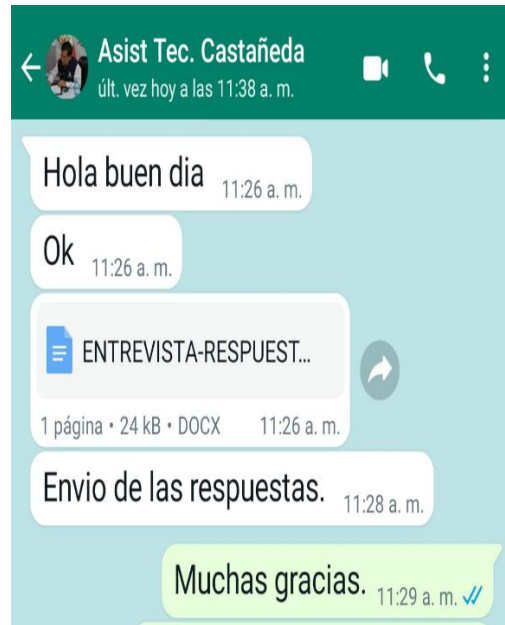 Asist Tec. Castañeda
últ. vez hoy a las 11:38 a. m.
Hola buen dia 11:26 a. m.
Ok 11:26 a. m.
ENTREVISTA-RESPUEST...
1 página • 24 kB • DOCX 11:26 a. m.
Envio de las respuestas. 11:28 a. m.
Muchas gracias. 11:29 a. m.